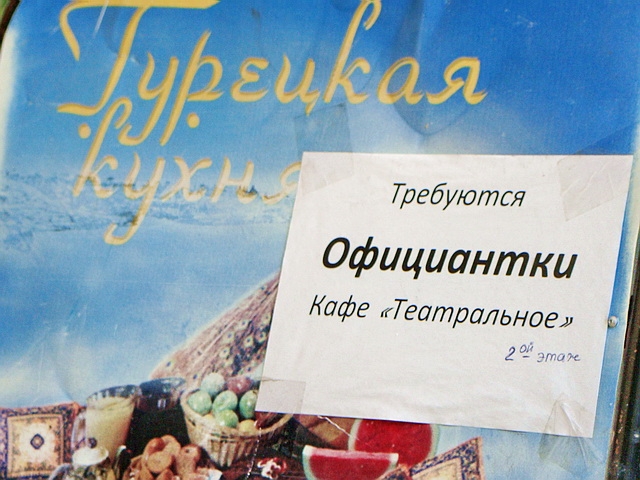 Турецкая
кухня
Требуются
Официантки
Кафе «Театральное»
2ой этаж